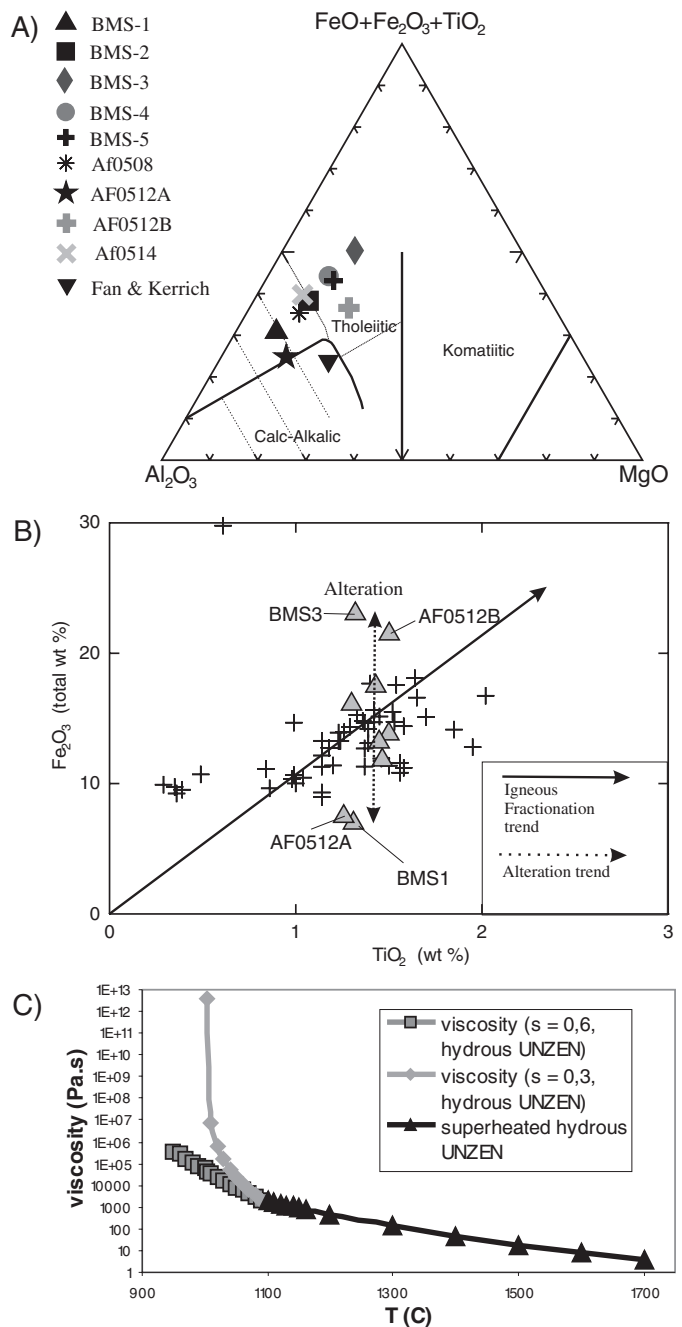 A)
BMS-1
BMS-2
BMS-3
BMS-4
BMS-5
Af0508
AF0512A
AF0512B
Af0514
Fan & Kerrich
FeO+Fe₂O₃+TiO₂
Tholeiitic
Komatiitic
Calc-Alkalic
Al₂O₃
MgO
B)
30
20
10
0
Fe₂O₃ (total wt %)
Alteration
BMS3
AF0512B
AF0512A
BMS1
Igneous
Fractionation
trend
Alteration trend
0
1
2
3
TiO₂ (wt %)
C)
1E+13
1E+12
1E+11
1E+10
1E+09
1E+08
1E+07
1E+06
1E+05
10000
1000
100
10
1
viscosity (Pa.s)
viscosity (s = 0,6,
hydrous UNZEN)
viscosity (s = 0,3,
hydrous UNZEN)
superheated hydrous
UNZEN
900
1100
1300
1500
1700
T (C)